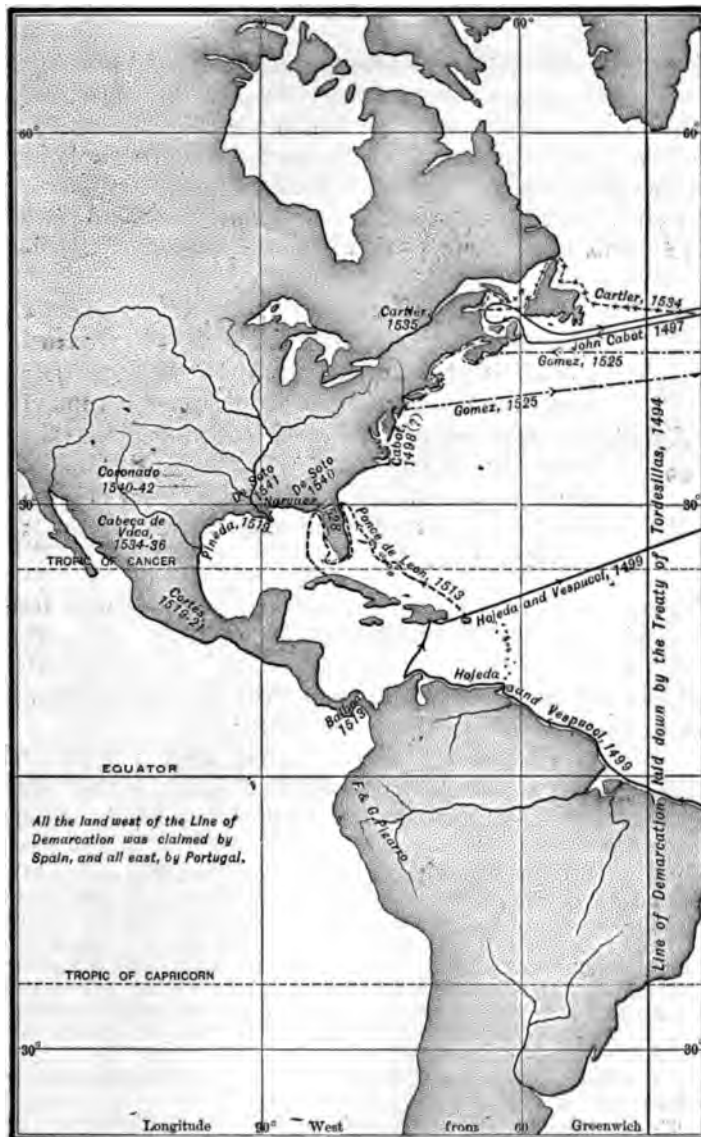 60°
60°
60°
Cartier, 1534
Cartier,
1535
John Cabot, 1497
Gomez, 1525
Gomez, 1525
Cabot,
1498(?)
Coronado
1540-42
De Soto
1541
De Soto
1540
Narvaez
1528
30°
30°
Pineda, 1519
Cabeça de
Vaca,
1534-36
Ponce de Leon, 1513
TROPIC OF CANCER
Hojeda and Vespucci, 1499
Cortes,
1519-21
Hojeda and Vespucci, 1499
Balboa
1513
Line of Demarcation laid down by the Treaty of Tordesillas, 1494
EQUATOR
F. & G. Pizarro
All the land west of the Line of
Demarcation was claimed by
Spain, and all east, by Portugal.
TROPIC OF CAPRICORN
30°
30°
Longitude 90° West from 60 Greenwich